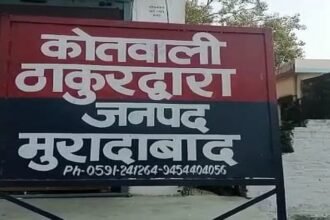 कोतवाली
ठाकुरद्वारा
जनपद
मुरादाबाद
Ph-0591-241264-9454404056